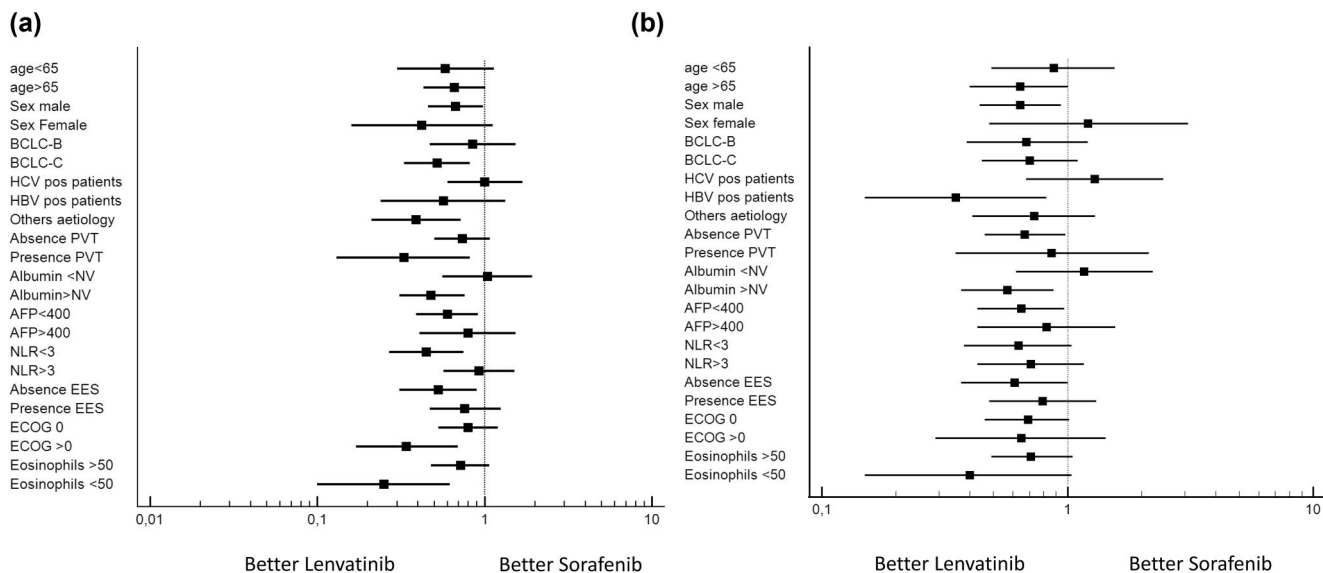 (a)
age<65
age>65
Sex male
Sex Female
BCLC-B
BCLC-C
HCV pos patients
HBV pos patients
Others aetiology
Absence PVT
Presence PVT
Albumin <NV
Albumin>NV
AFP<400
AFP>400
NLR<3
NLR>3
Absence EES
Presence EES
ECOG 0
ECOG >0
Eosinophils >50
Eosinophils <50
0,01 0,1 1 10
Better Lenvatinib Better Sorafenib
(b)
age <65
age >65
Sex male
Sex female
BCLC-B
BCLC-C
HCV pos patients
HBV pos patients
Others aetiology
Absence PVT
Presence PVT
Albumin <NV
Albumin >NV
AFP<400
AFP>400
NLR<3
NLR>3
Absence EES
Presence EES
ECOG 0
ECOG >0
Eosinophils >50
Eosinophils <50
0,1 1 10
Better Lenvatinib Better Sorafenib